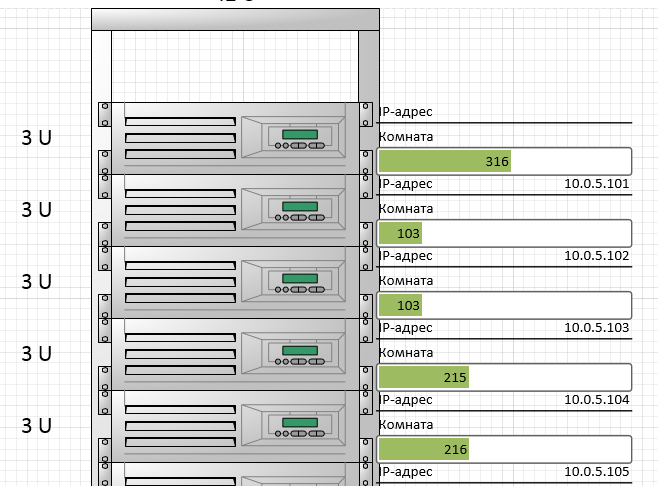 IP-адрес
3 U
Комната
316
IP-адрес 10.0.5.101
3 U
Комната
103
IP-адрес 10.0.5.102
3 U
Комната
103
IP-адрес 10.0.5.103
3 U
Комната
215
IP-адрес 10.0.5.104
3 U
Комната
216
IP-адрес 10.0.5.105